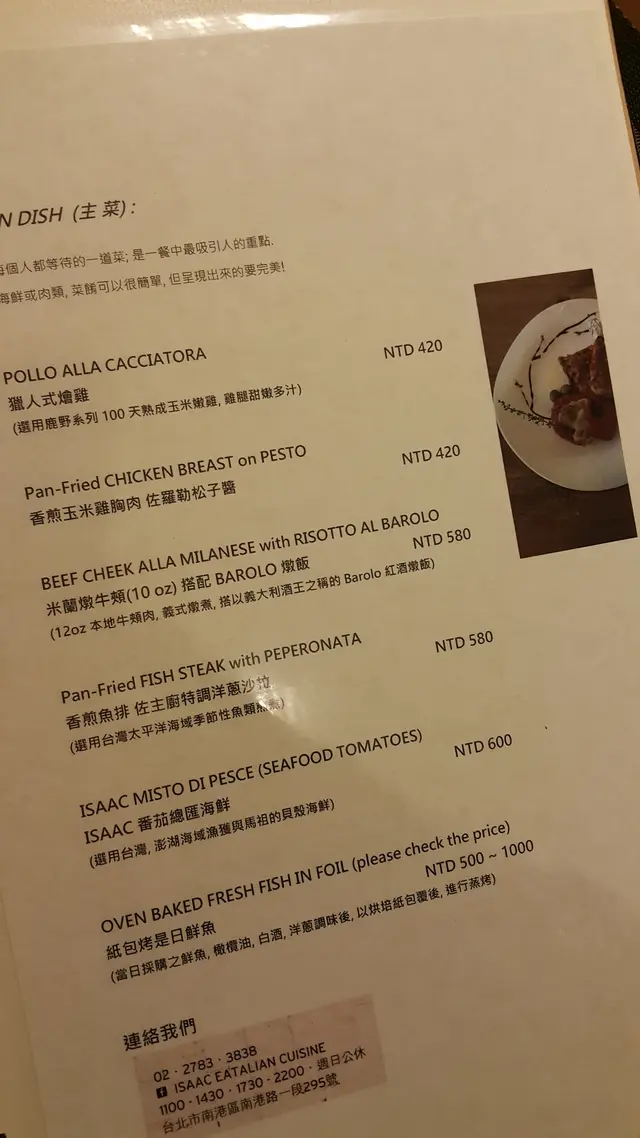 N DISH (主 菜) :
每個人都等待的一道菜; 是一餐中最吸引人的重點.
海鮮或肉類, 菜餚可以很簡單, 但呈現出來的要完美!
POLLO ALLA CACCIATORA NTD 420
獵人式燴雞
(選用鹿野系列 100 天熟成玉米嫩雞, 雞腿甜嫩多汁)
Pan-Fried CHICKEN BREAST on PESTO NTD 420
香煎玉米雞胸肉 佐羅勒松子醬
BEEF CHEEK ALLA MILANESE with RISOTTO AL BAROLO
NTD 580
米蘭燉牛頰(10 oz) 搭配 BAROLO 燉飯
(12oz 本地牛頰肉, 義式燉煮, 搭以義大利酒王之稱的 Barolo 紅酒燉飯)
Pan-Fried FISH STEAK with PEPERONATA NTD 580
香煎魚排 佐主廚特調洋蔥沙拉
(選用台灣太平洋海域季節性魚類)
ISAAC MISTO DI PESCE (SEAFOOD TOMATOES) NTD 600
ISAAC 番茄總匯海鮮
(選用台灣, 澎湖海域漁獲與馬祖的貝殼海鮮)
OVEN BAKED FRESH FISH IN FOIL (please check the price)
NTD 500 ~ 1000
紙包烤是日鮮魚
(當日採購之鮮魚, 橄欖油, 白酒, 洋蔥調味後, 以烘培紙包覆後, 進行蒸烤)
連絡我們
02 · 2783 · 3838
ISAAC EATALIAN CUISINE
1100 · 1430 · 1730 · 2200 · 週日公休
台北市南港區南港路一段295號